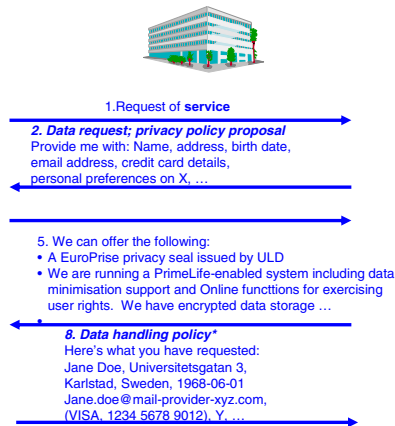 1.Request of service
2. Data request; privacy policy proposal
Provide me with: Name, address, birth date,
email address, credit card details,
personal preferences on X, …
5. We can offer the following:
• A EuroPrise privacy seal issued by ULD
• We are running a PrimeLife-enabled system including data
minimisation support and Online functtions for exercising
user rights.  We have encrypted data storage …
•
8. Data handling policy*
Here's what you have requested:
Jane Doe, Universitetsgatan 3,
Karlstad, Sweden, 1968-06-01
Jane.doe@mail-provider-xyz.com,
(VISA, 1234 5678 9012), Y, …